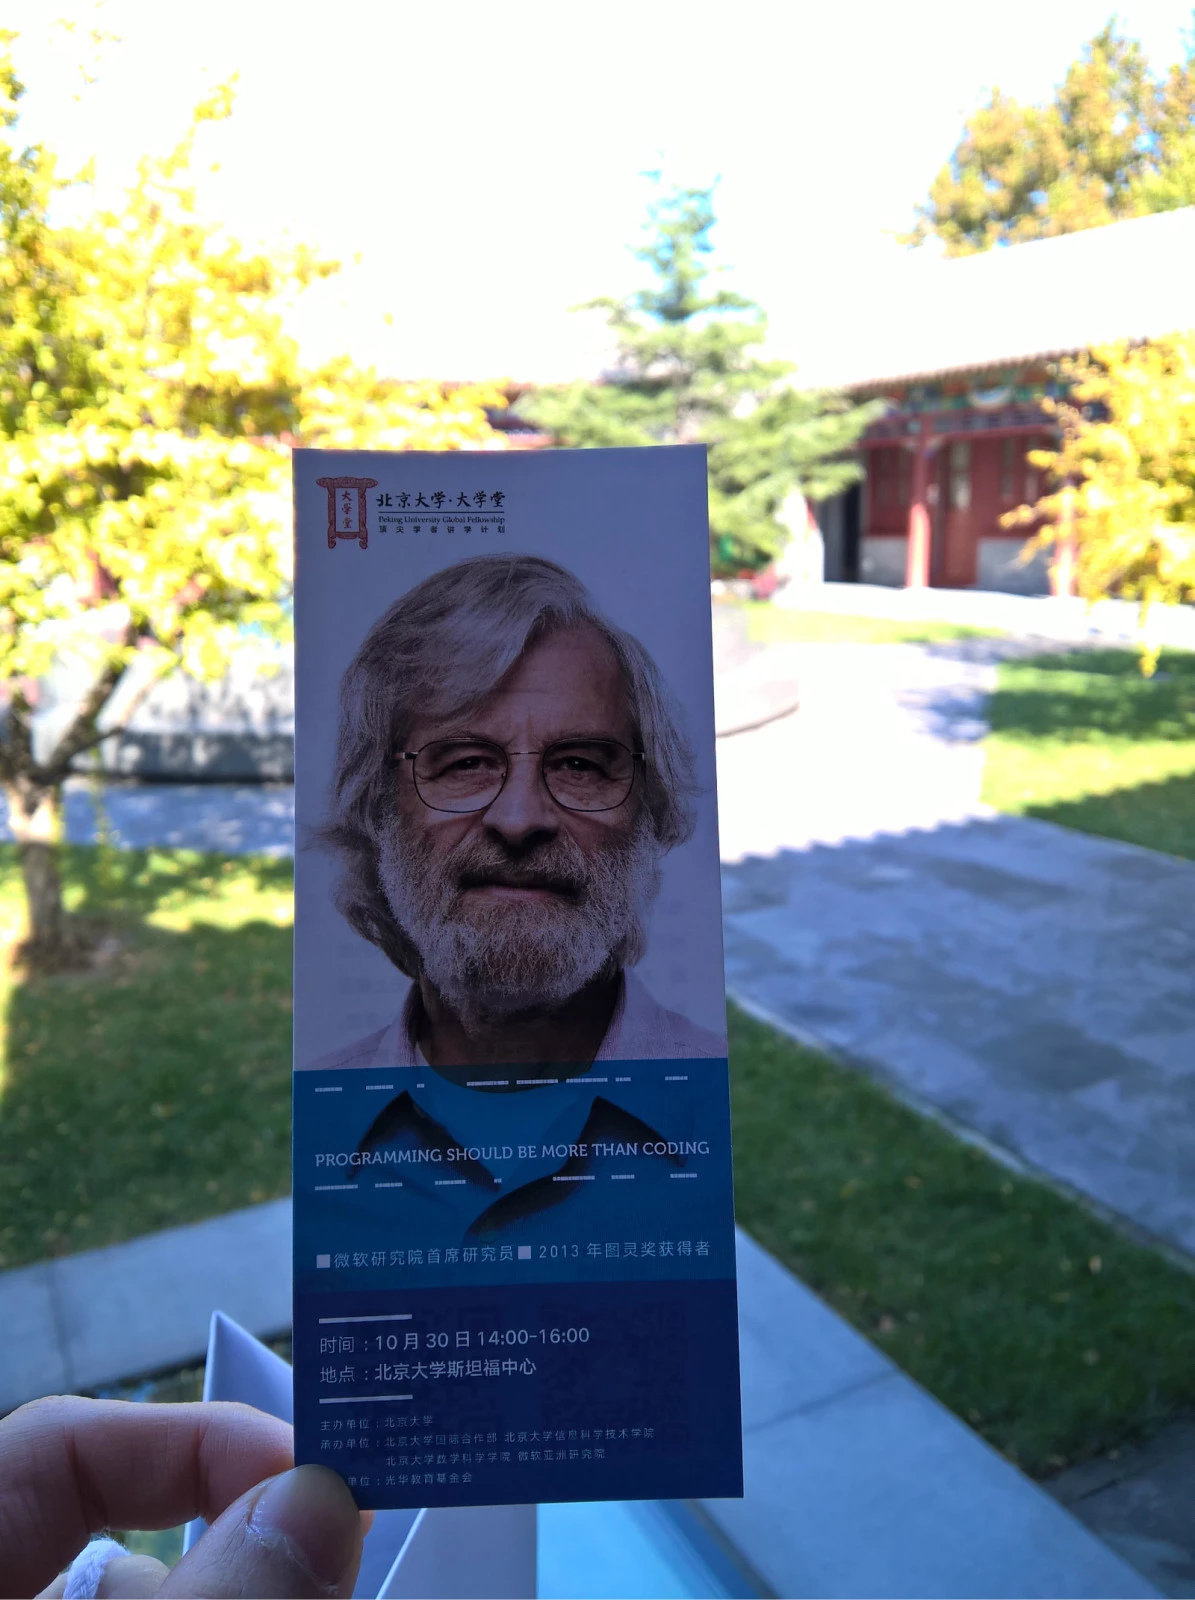 大学堂
北京大学·大学堂
Peking University Global Fellowship
顶尖学者讲学计划
PROGRAMMING SHOULD BE MORE THAN CODING
微软研究院首席研究员 2013 年图灵奖获得者
时间：10 月 30 日 14:00-16:00
地点：北京大学斯坦福中心
主办单位：北京大学
承办单位：北京大学国际合作部 北京大学信息科学技术学院
北京大学数学科学学院 微软亚洲研究院
单位：光华教育基金会